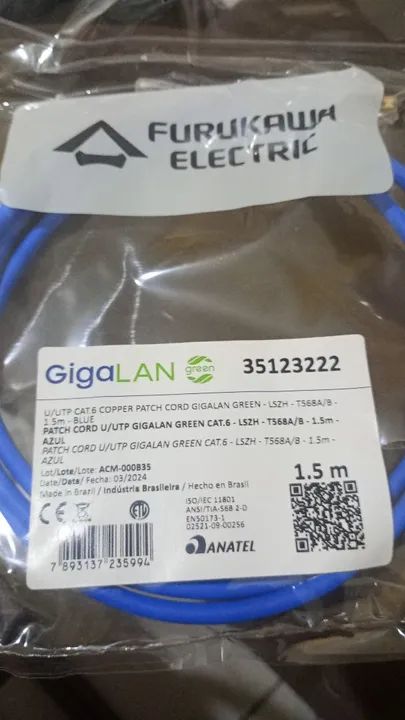 FURUKAWA
ELECTRIC
GigaLAN green 35123222
U/UTP CAT.6 COPPER PATCH CORD GIGALAN GREEN - LSZH - T568A/B -
1.5m - BLUE
PATCH CORD U/UTP GIGALAN GREEN CAT.6 - LSZH - T568A/B - 1.5m -
AZUL
PATCH CORD U/UTP GIGALAN GREEN CAT.6 - LSZH - T568A/B - 1.5m -
AZUL
Lot/Lote/Lote: ACM-000B35
Date/Data/ Fecha: 03/2024
Made in Brazil / Indústria Brasileira / Hecho en Brasil
1.5 m
CE
ETL
ISO/IEC 11801
ANSI/TIA-568 2-D
EN50173-1
02521-09-00256
ANATEL
7 893137 235994